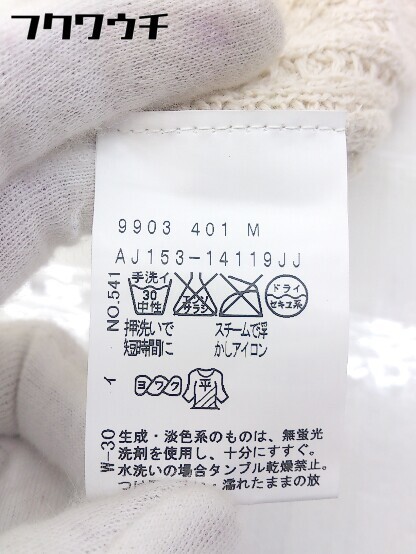 フクワウチ
9903 401 M
AJ153-14119JJ
NO.541
手洗イ
30
中性
エンソ
サラシ
ドライ
セキユ系
押洗いで
短時間に
スチームで浮
かしアイコン
イ
ヨワク
平
W-30
生成・淡色系のものは、無蛍光
洗剤を使用し、十分にすすぐ。
水洗いの場合タンブル乾燥禁止。
・濡れたままの放